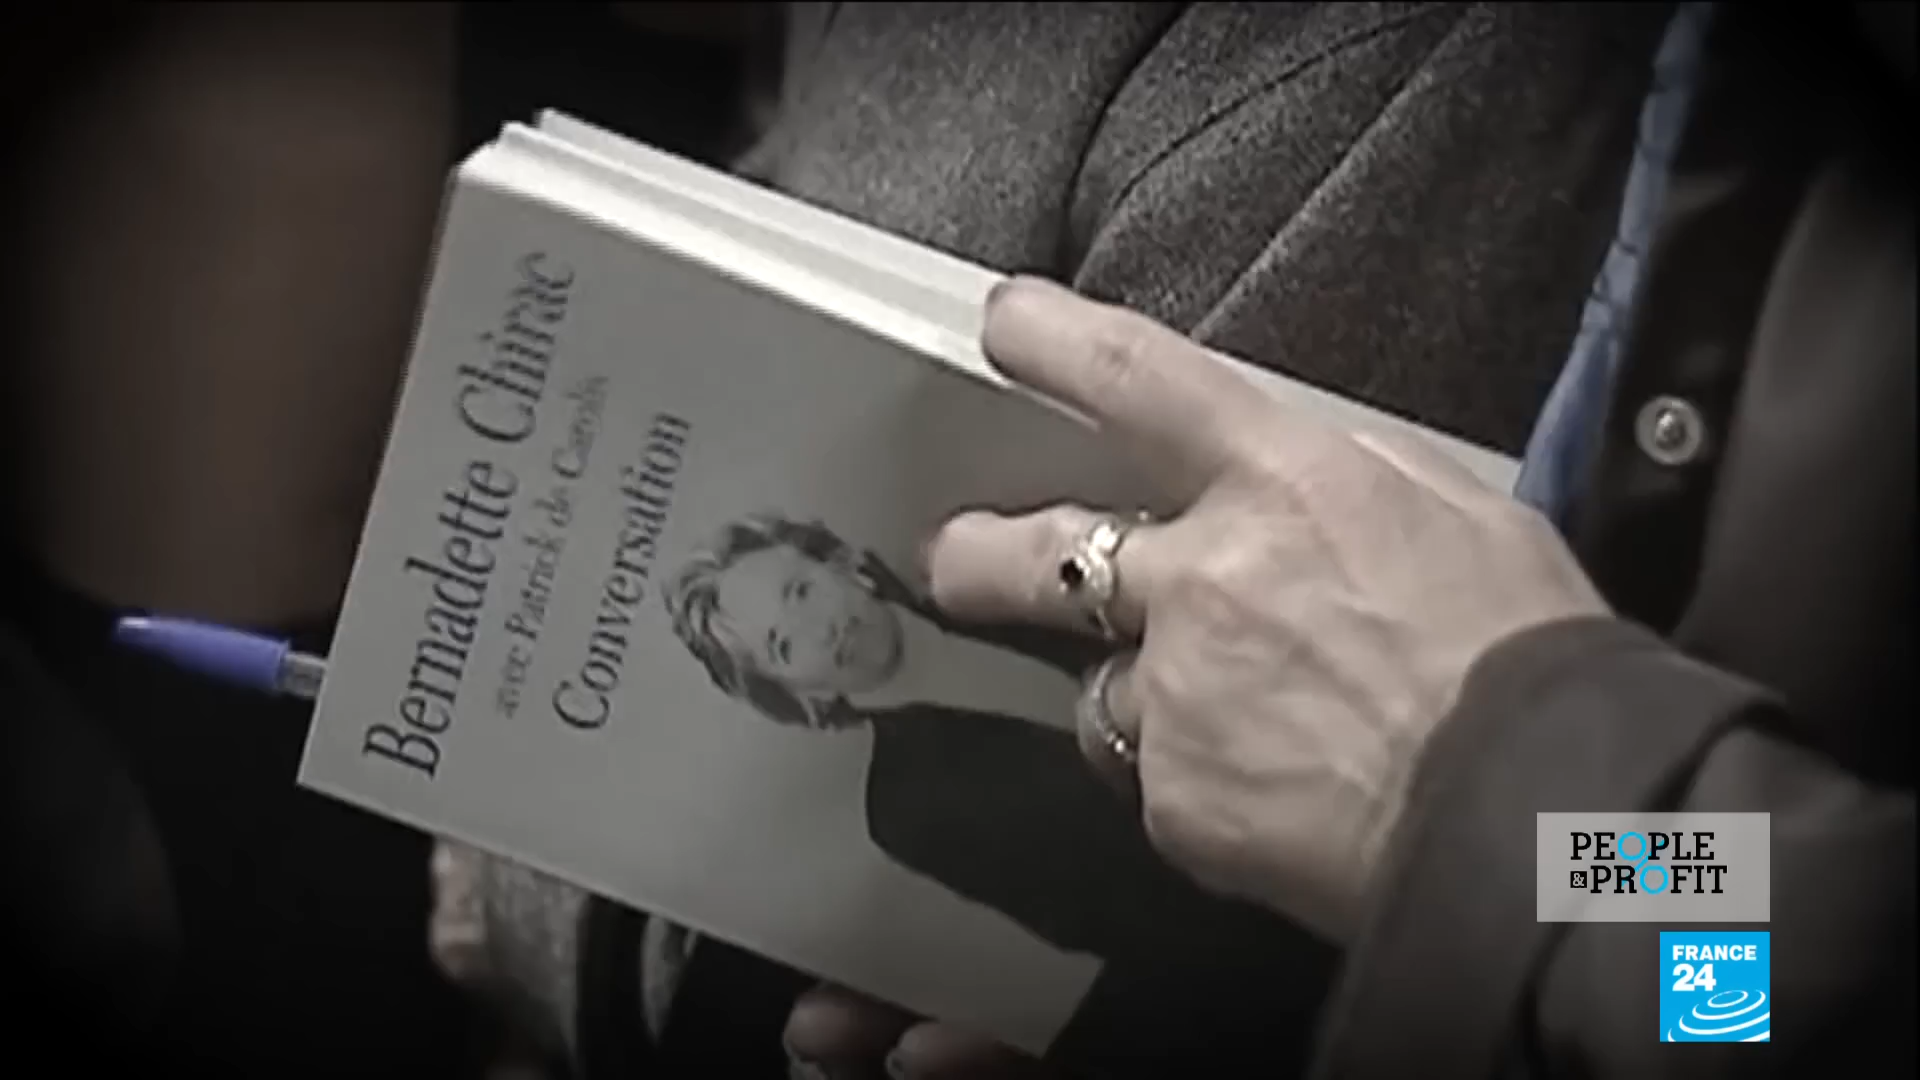 Bernadette Chirac
avec Patrick de Carolis
Conversation
PEOPLE
& PROFIT
FRANCE
24